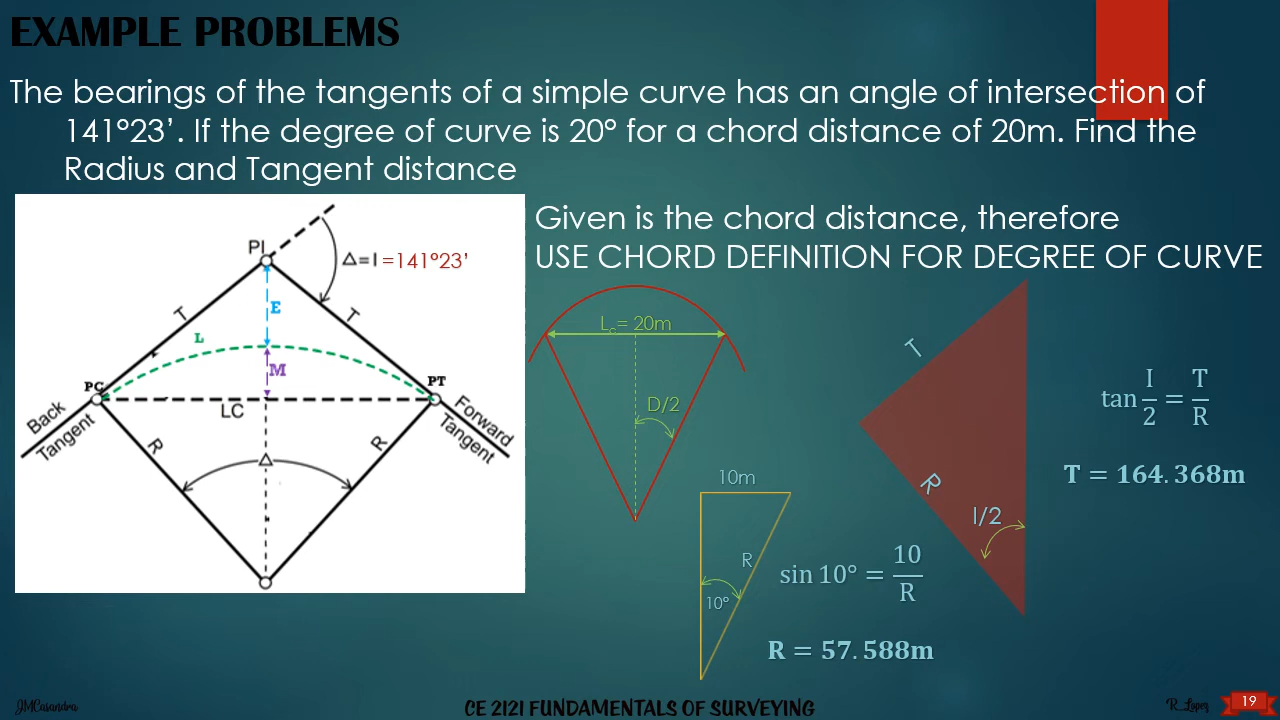 EXAMPLE PROBLEMS
The bearings of the tangents of a simple curve has an angle of intersection of
141°23’. If the degree of curve is 20° for a chord distance of 20m. Find the
Radius and Tangent distance
Given is the chord distance, therefore
USE CHORD DEFINITION FOR DEGREE OF CURVE
PI
△=I =141°23’
T
E
T
L
M
PC
PT
LC
Back
Tangent
Forward
Tangent
R
R
△
Lc= 20m
D/2
10m
R
10°
sin 10° = 10/R
R = 57.588m
T
R
I/2
tan I/2 = T/R
T = 164.368m
JMCasandra
CE 2121 FUNDAMENTALS OF SURVEYING
R_Lopez
19